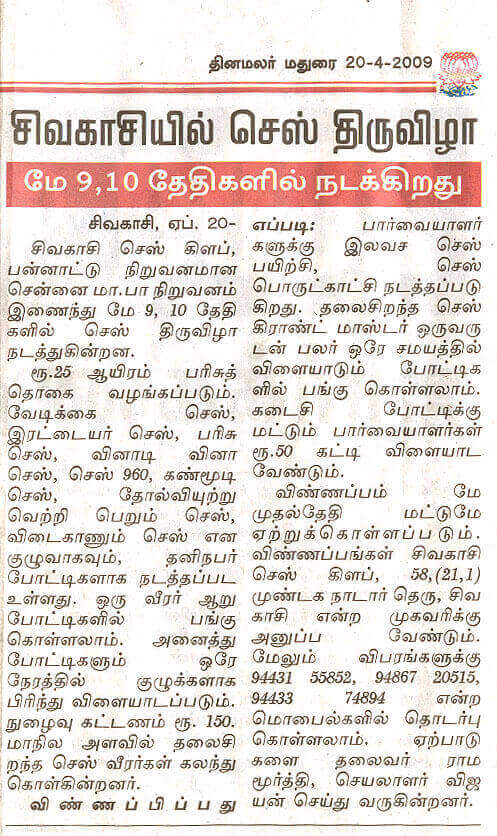 தினமலர் மதுரை 20-4-2009
சிவகாசியில் செஸ் திருவிழா
மே 9,10 தேதிகளில் நடக்கிறது
சிவகாசி, ஏப். 20-
சிவகாசி செஸ் கிளப்,
பன்னாட்டு நிறுவனமான
சென்னை மா.பா நிறுவனம்
இணைந்து மே 9, 10 தேதி
களில் செஸ் திருவிழா
நடத்துகின்றன.
ரூ.25 ஆயிரம் பரிசுத்
தொகை வழங்கப்படும்.
வேடிக்கை செஸ்,
இரட்டையர் செஸ், பரிசு
செஸ், வினாடி வினா
செஸ், செஸ் 960, கண்மூடி
செஸ், தோல்வியுற்று
வெற்றி பெறும் செஸ்,
விடைகாணும் செஸ் என
குழுவாகவும், தனிநபர்
போட்டிகளாக நடத்தப்பட
உள்ளது. ஒரு வீரர் ஆறு
போட்டிகளில் பங்கு
கொள்ளலாம். அனைத்து
போட்டிகளும் ஒரே
நேரத்தில் குழுக்களாக
பிரிந்து விளையாடப்படும்.
நுழைவு கட்டணம் ரூ. 150.
மாநில அளவில் தலைசி
றந்த செஸ் வீரர்கள் கலந்து
கொள்கின்றனர்.
விண்ணப்பிப்பது
எப்படி: பார்வையாளர்
களுக்கு இலவச செஸ்
பயிற்சி, செஸ்
பொருட்காட்சி நடத்தப்படு
கிறது. தலைசிறந்த செஸ்
கிராண்ட் மாஸ்டர் ஒருவரு
டன் பலர் ஒரே சமயத்தில்
விளையாடும் போட்டிக
ளில் பங்கு கொள்ளலாம்.
கடைசி போட்டிக்கு
மட்டும் பார்வையாளர்கள்
ரூ.50 கட்டி விளையாட
வேண்டும்.
விண்ணப்பம் மே
முதல்தேதி மட்டுமே
ஏற்றுக்கொள்ளப்படும்.
விண்ணப்பங்கள் சிவகாசி
செஸ் கிளப், 58,(21,1)
முண்டக நாடார் தெரு, சிவ
காசி என்ற முகவரிக்கு
அனுப்ப வேண்டும்.
மேலும் விபரங்களுக்கு
94431 55852, 94867 20515,
94433 74894 என்ற
மொபைல்களில் தொடர்பு
கொள்ளலாம். ஏற்பாடு
களை தலைவர் ராம
மூர்த்தி, செயலாளர் விஜ
யன் செய்து வருகின்றனர்.